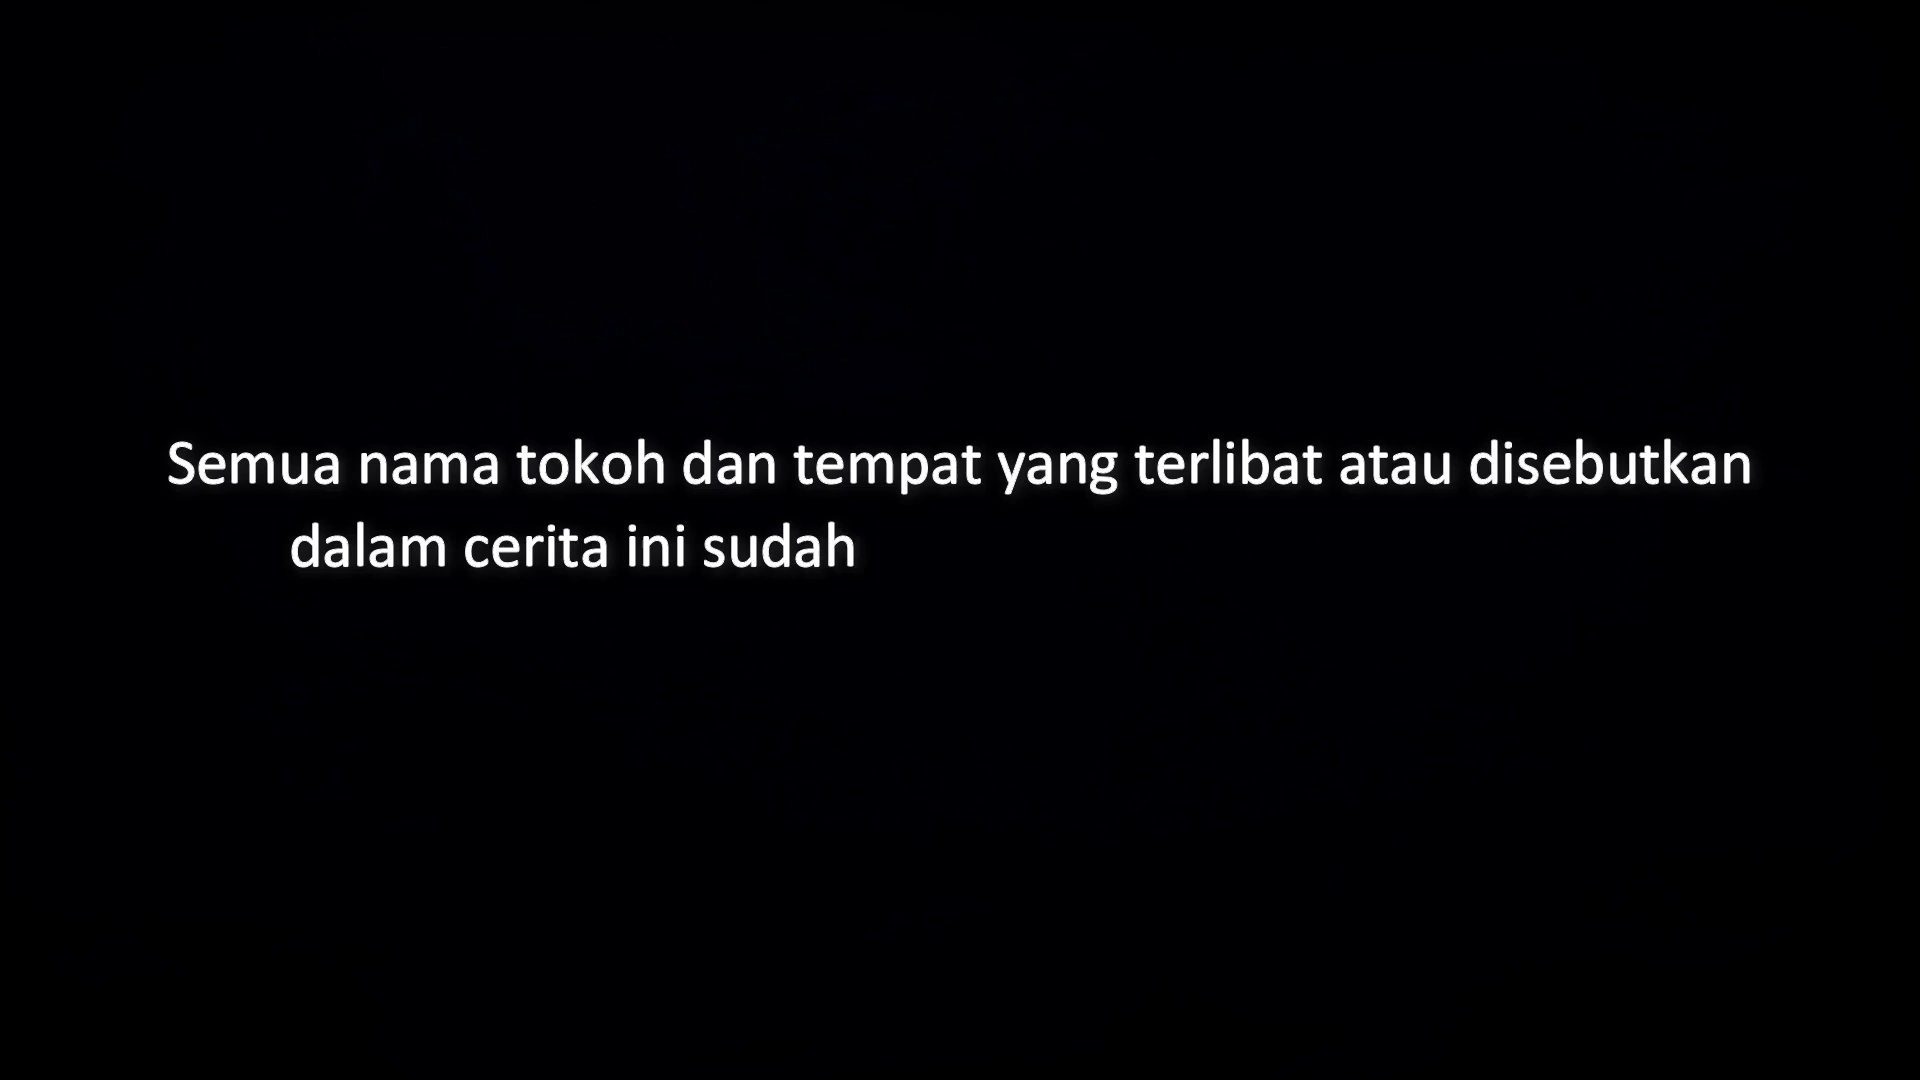 Semua nama tokoh dan tempat yang terlibat atau disebutkan
dalam cerita ini sudah